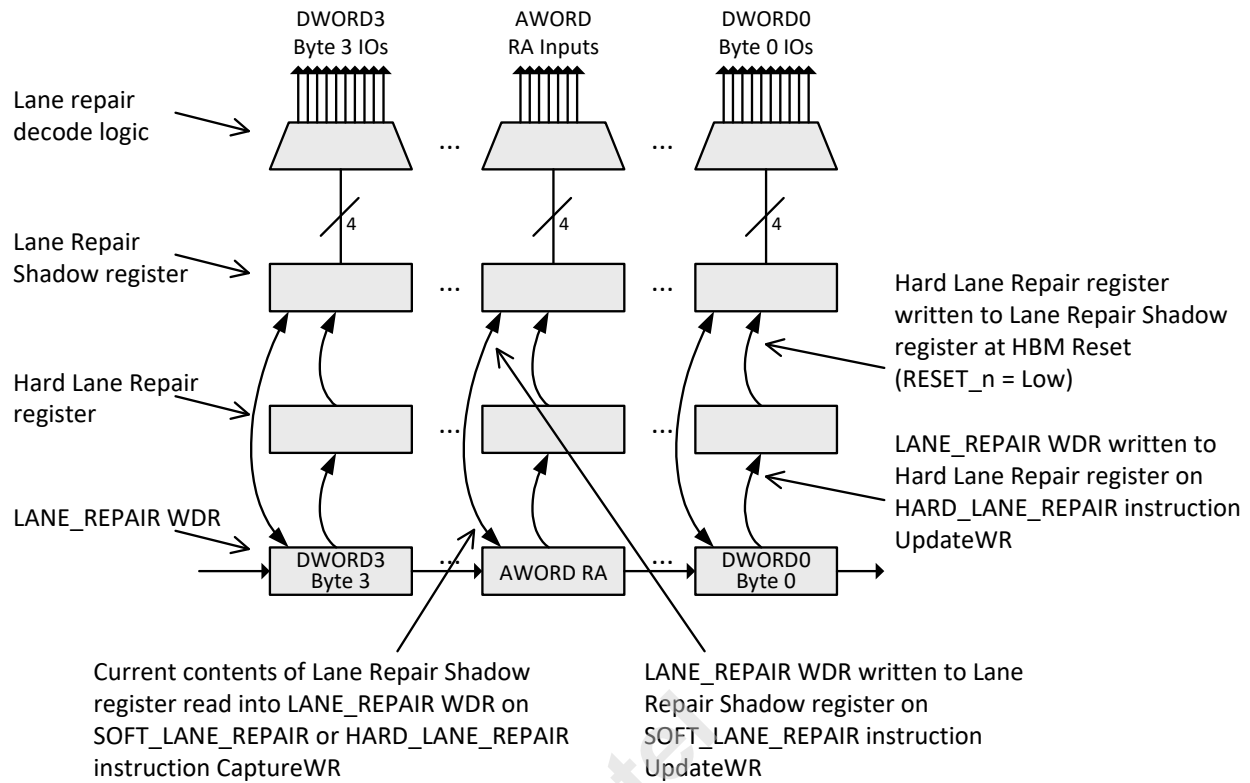 DWORD3
Byte 3 IOs
AWORD
RA Inputs
DWORD0
Byte 0 IOs
Lane repair
decode logic
...
...
4
4
4
Lane Repair
Shadow register
...
...
Hard Lane Repair register
written to Lane Repair Shadow
register at HBM Reset
(RESET_n = Low)
Hard Lane Repair
register
...
...
LANE_REPAIR WDR written to
Hard Lane Repair register on
HARD_LANE_REPAIR instruction
UpdateWR
LANE_REPAIR WDR
DWORD3
Byte 3
...
AWORD RA
...
DWORD0
Byte 0
Current contents of Lane Repair Shadow
register read into LANE_REPAIR WDR on
SOFT_LANE_REPAIR or HARD_LANE_REPAIR
instruction CaptureWR
LANE_REPAIR WDR written to Lane
Repair Shadow register on
SOFT_LANE_REPAIR instruction
UpdateWR